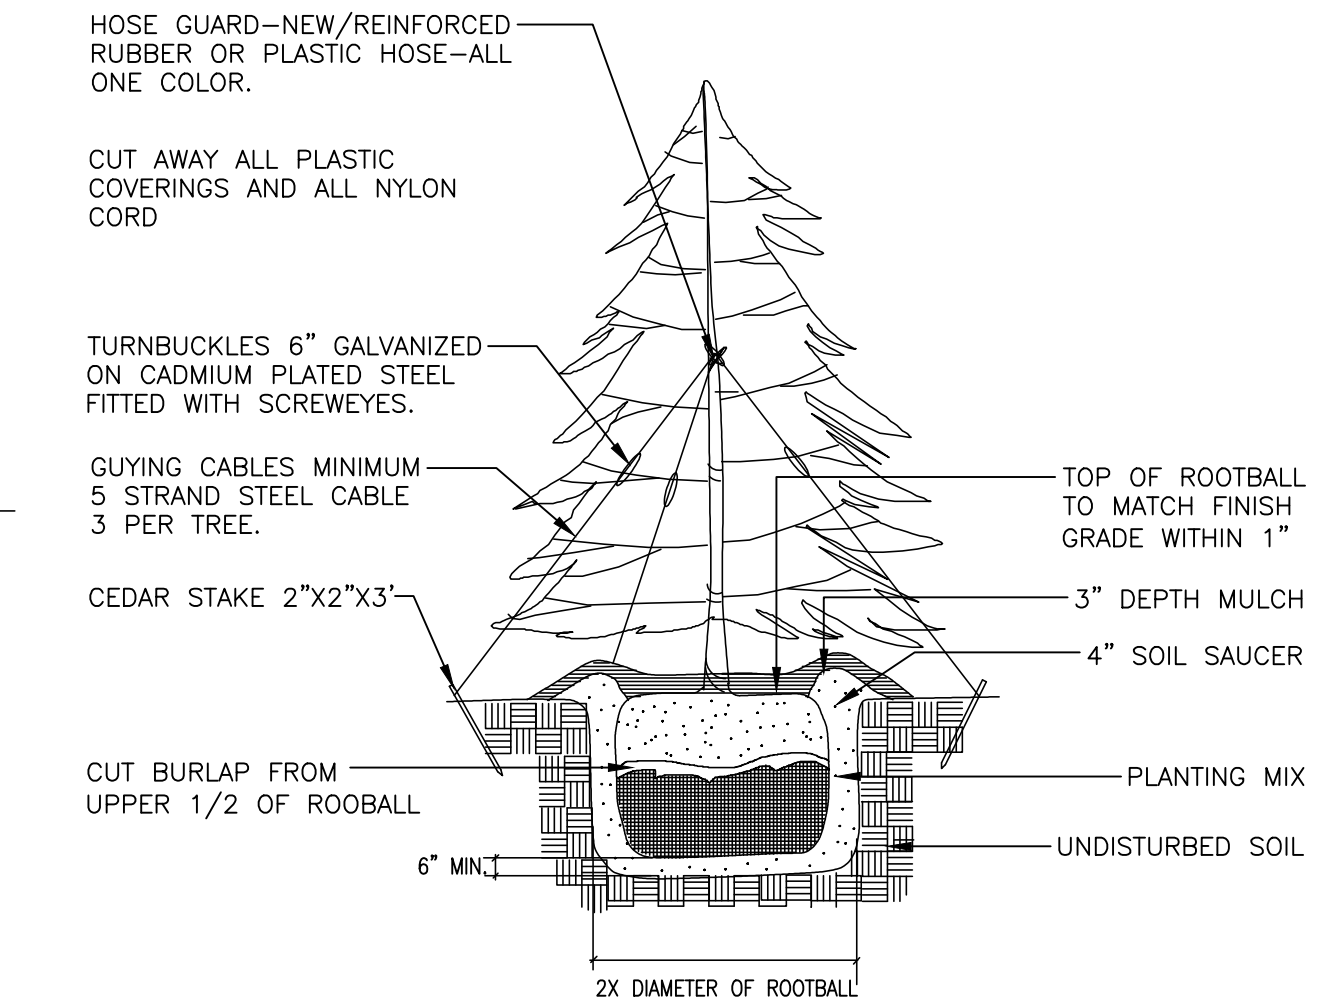 HOSE GUARD-NEW/REINFORCED
RUBBER OR PLASTIC HOSE-ALL
ONE COLOR.
CUT AWAY ALL PLASTIC
COVERINGS AND ALL NYLON
CORD
TURNBUCKLES 6" GALVANIZED
ON CADMIUM PLATED STEEL
FITTED WITH SCREWEYES.
GUYING CABLES MINIMUM
5 STRAND STEEL CABLE
3 PER TREE.
CEDAR STAKE 2"X2"X3'
CUT BURLAP FROM
UPPER 1/2 OF ROOBALL
6" MIN.
TOP OF ROOTBALL
TO MATCH FINISH
GRADE WITHIN 1"
3" DEPTH MULCH
4" SOIL SAUCER
PLANTING MIX
UNDISTURBED SOIL
2X DIAMETER OF ROOTBALL